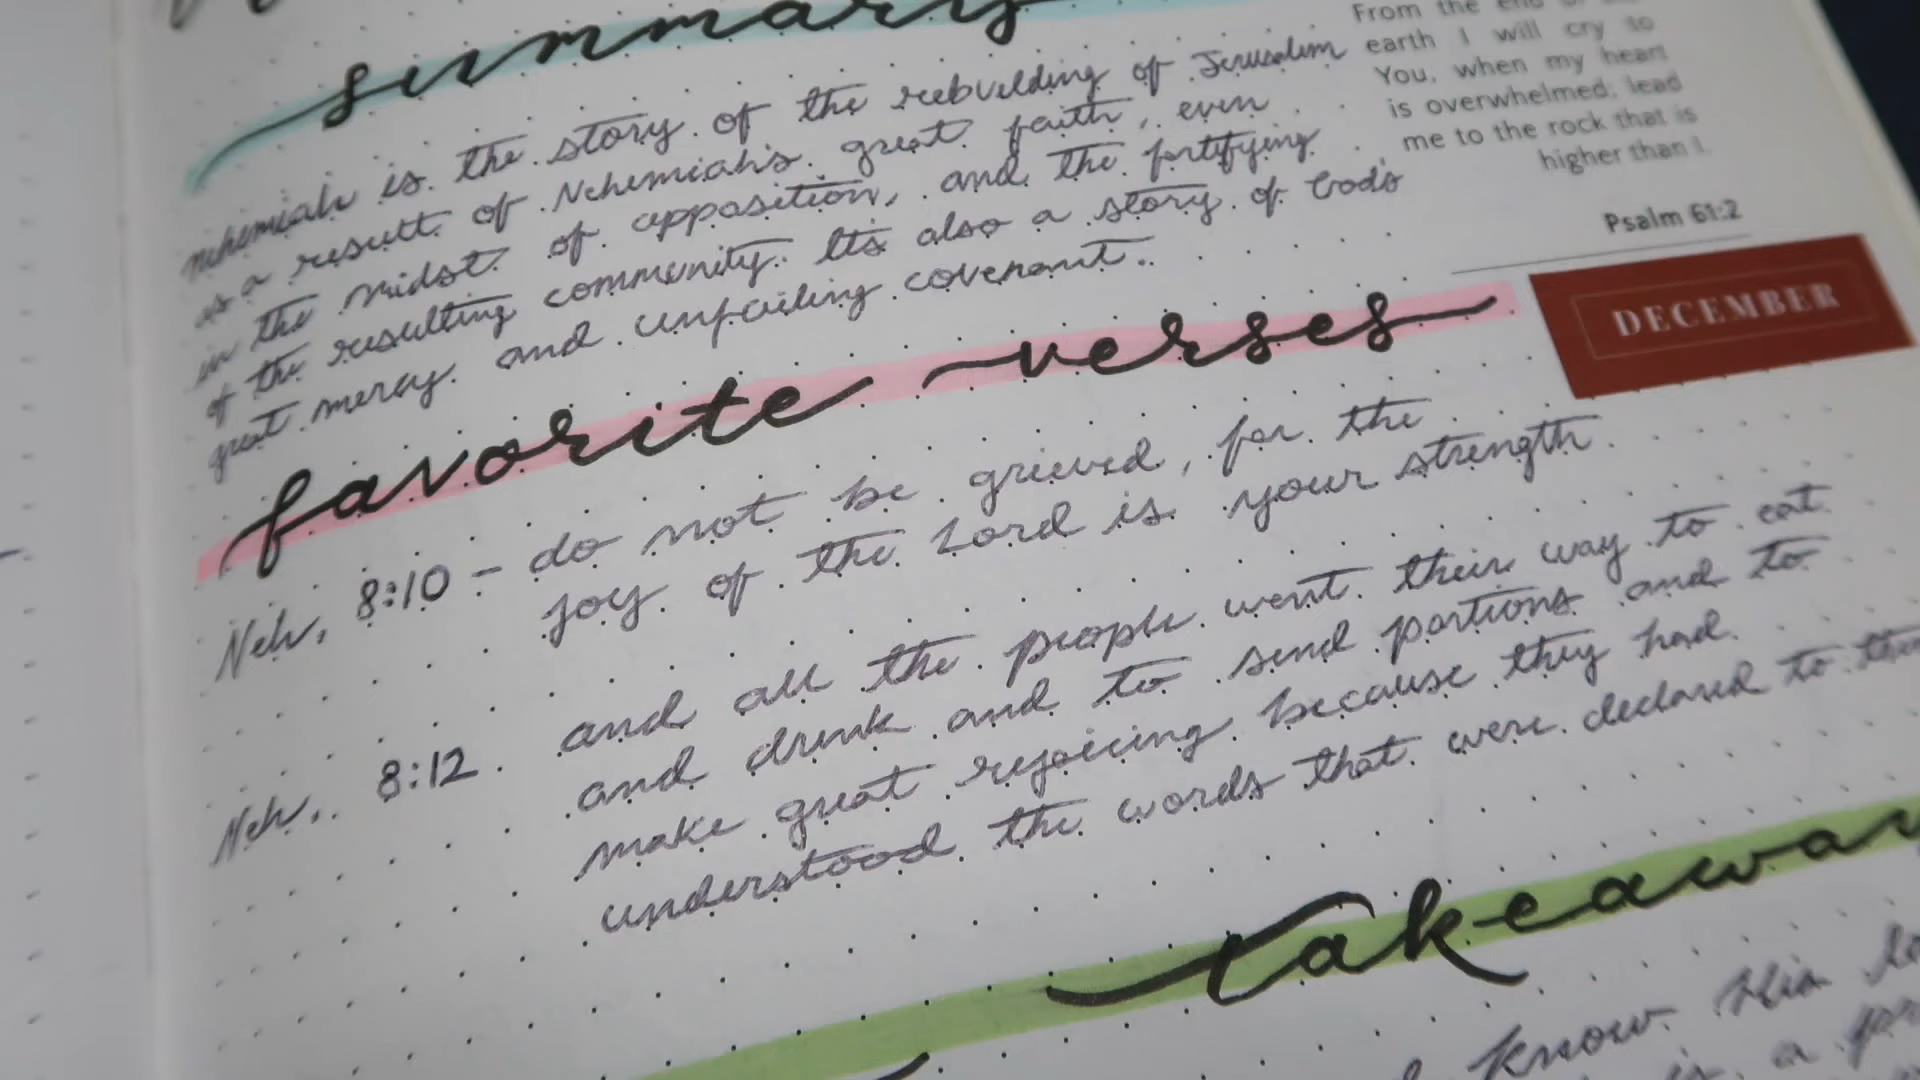 summary
nehemiah is the story of the rebuilding of Jerusalem
as a result of Nehemiah's great faith, even
in the midst of opposition, and the fortifying
of the resulting community. It's also a story of God's
great mercy and unfailing covenant.
From the end of
earth I will cry to
You, when my heart
is overwhelmed; lead
me to the rock that is
higher than I.
Psalm 61:2
DECEMBER
favorite verses
Neh. 8:10 - do not be grieved, for the
joy of the Lord is your strength
Neh. 8:12 and all the people went their way to eat
and drink and to send portions and to
make great rejoicing because they had
understood the words that were declared to
takeaway
know His
is a